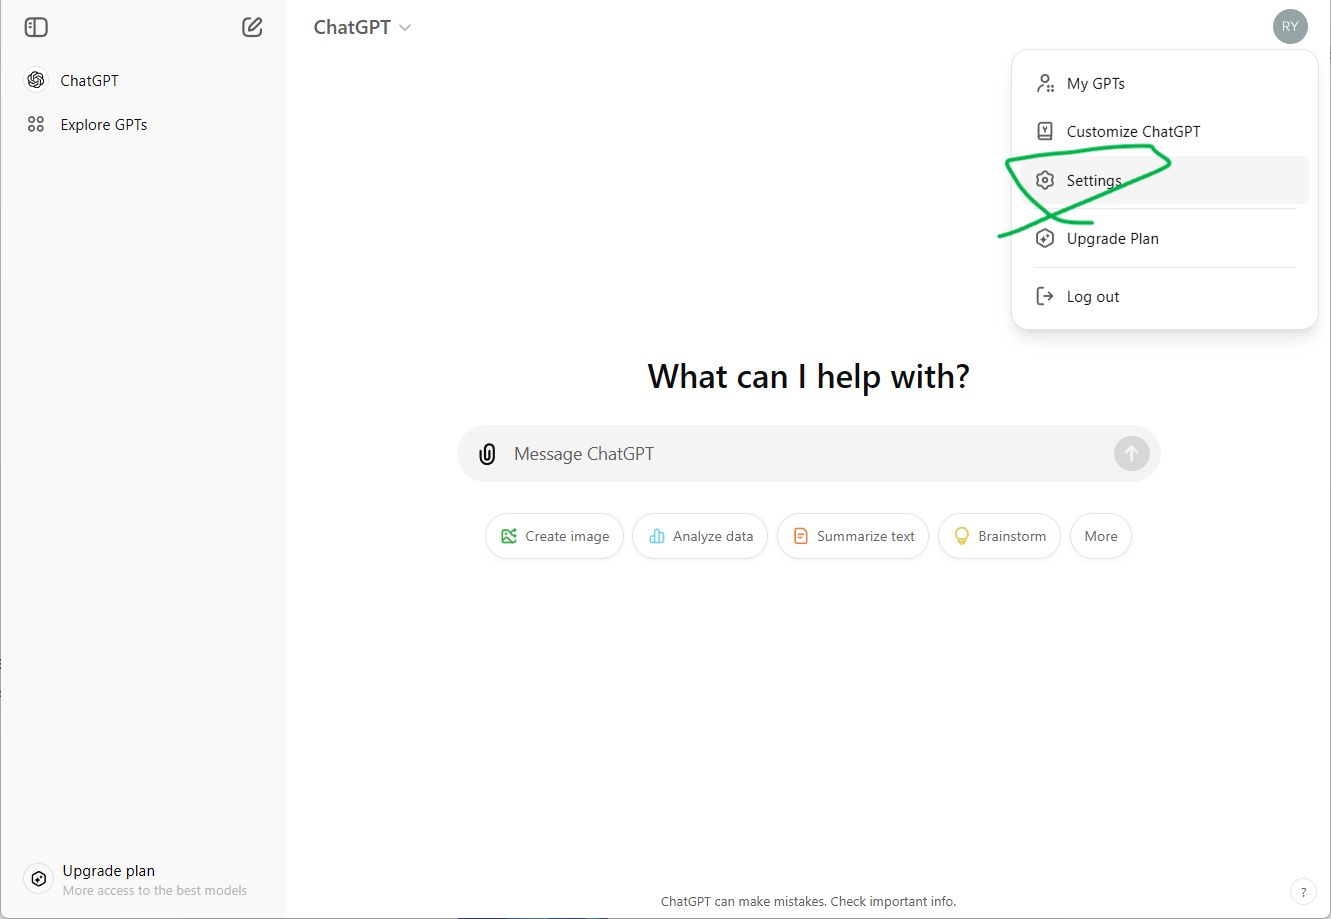 ChatGPT
RY
ChatGPT
Explore GPTs
My GPTs
Customize ChatGPT
Settings
Upgrade Plan
Log out
What can I help with?
Message ChatGPT
Create image
Analyze data
Summarize text
Brainstorm
More
Upgrade plan
More access to the best models
ChatGPT can make mistakes. Check important info.
?